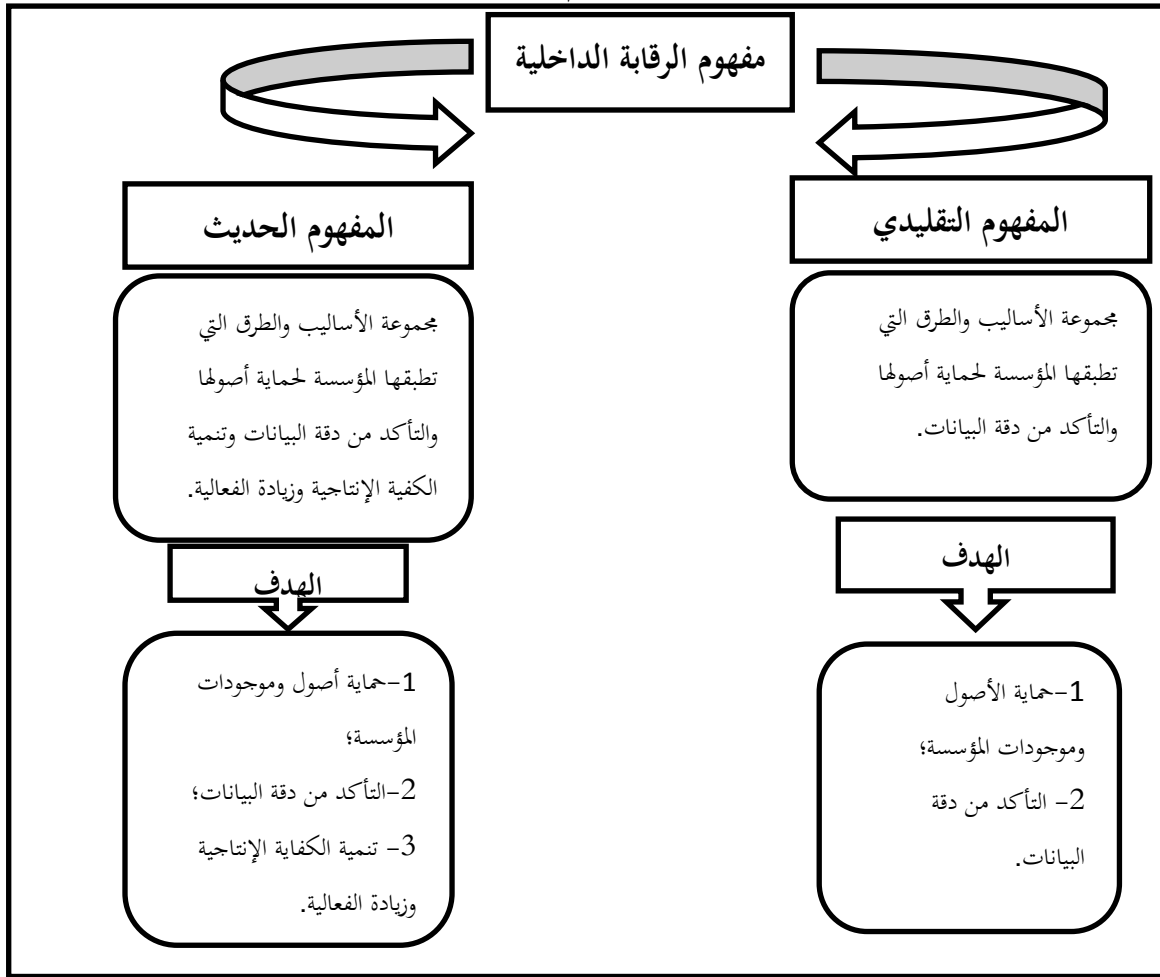 مفهوم الرقابة الداخلية
المفهوم التقليدي
مجموعة الأساليب والطرق التي
تطبقها المؤسسة لحماية أصولها
والتأكد من دقة البيانات.
الهدف
1-حماية الأصول
وموجودات المؤسسة؛
2- التأكد من دقة
البيانات.
المفهوم الحديث
مجموعة الأساليب والطرق التي
تطبقها المؤسسة لحماية أصولها
والتأكد من دقة البيانات وتنمية
الكفية الإنتاجية وزيادة الفعالية.
الهدف
1-حماية أصول وموجودات
المؤسسة؛
2-التأكد من دقة البيانات؛
3- تنمية الكفاية الإنتاجية
وزيادة الفعالية.